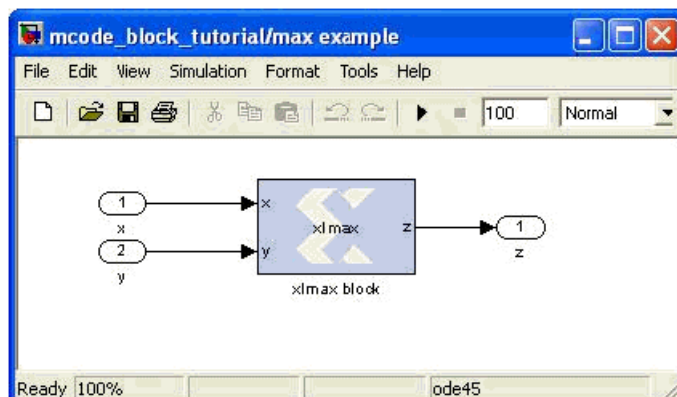 mcode_block_tutorial/max example
File Edit View Simulation Format Tools Help
100 Normal
1
x
2
y
x
y
xlmax
z
xlmax block
1
z
Ready 100% ode45